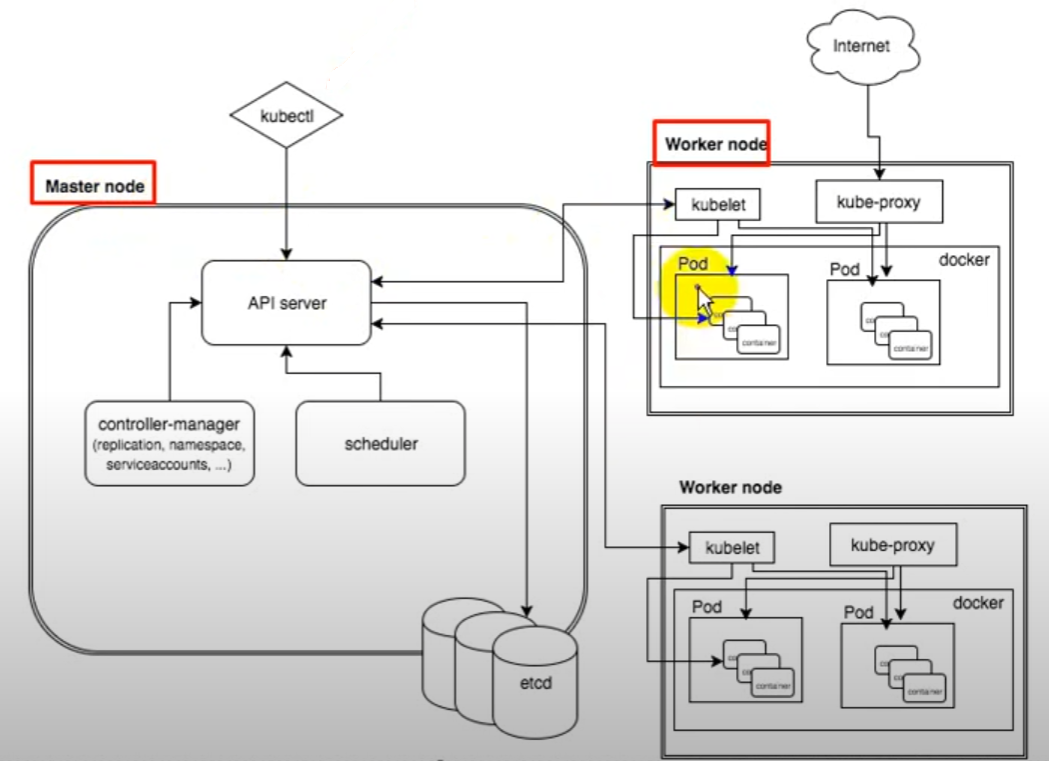 Internet
kubectl
Worker node
Master node
kubelet
kube-proxy
docker
Pod
Pod
API server
container
container
controller-manager
(replication, namespace,
serviceaccounts, ...)
scheduler
Worker node
kubelet
kube-proxy
docker
Pod
Pod
etcd
container
container